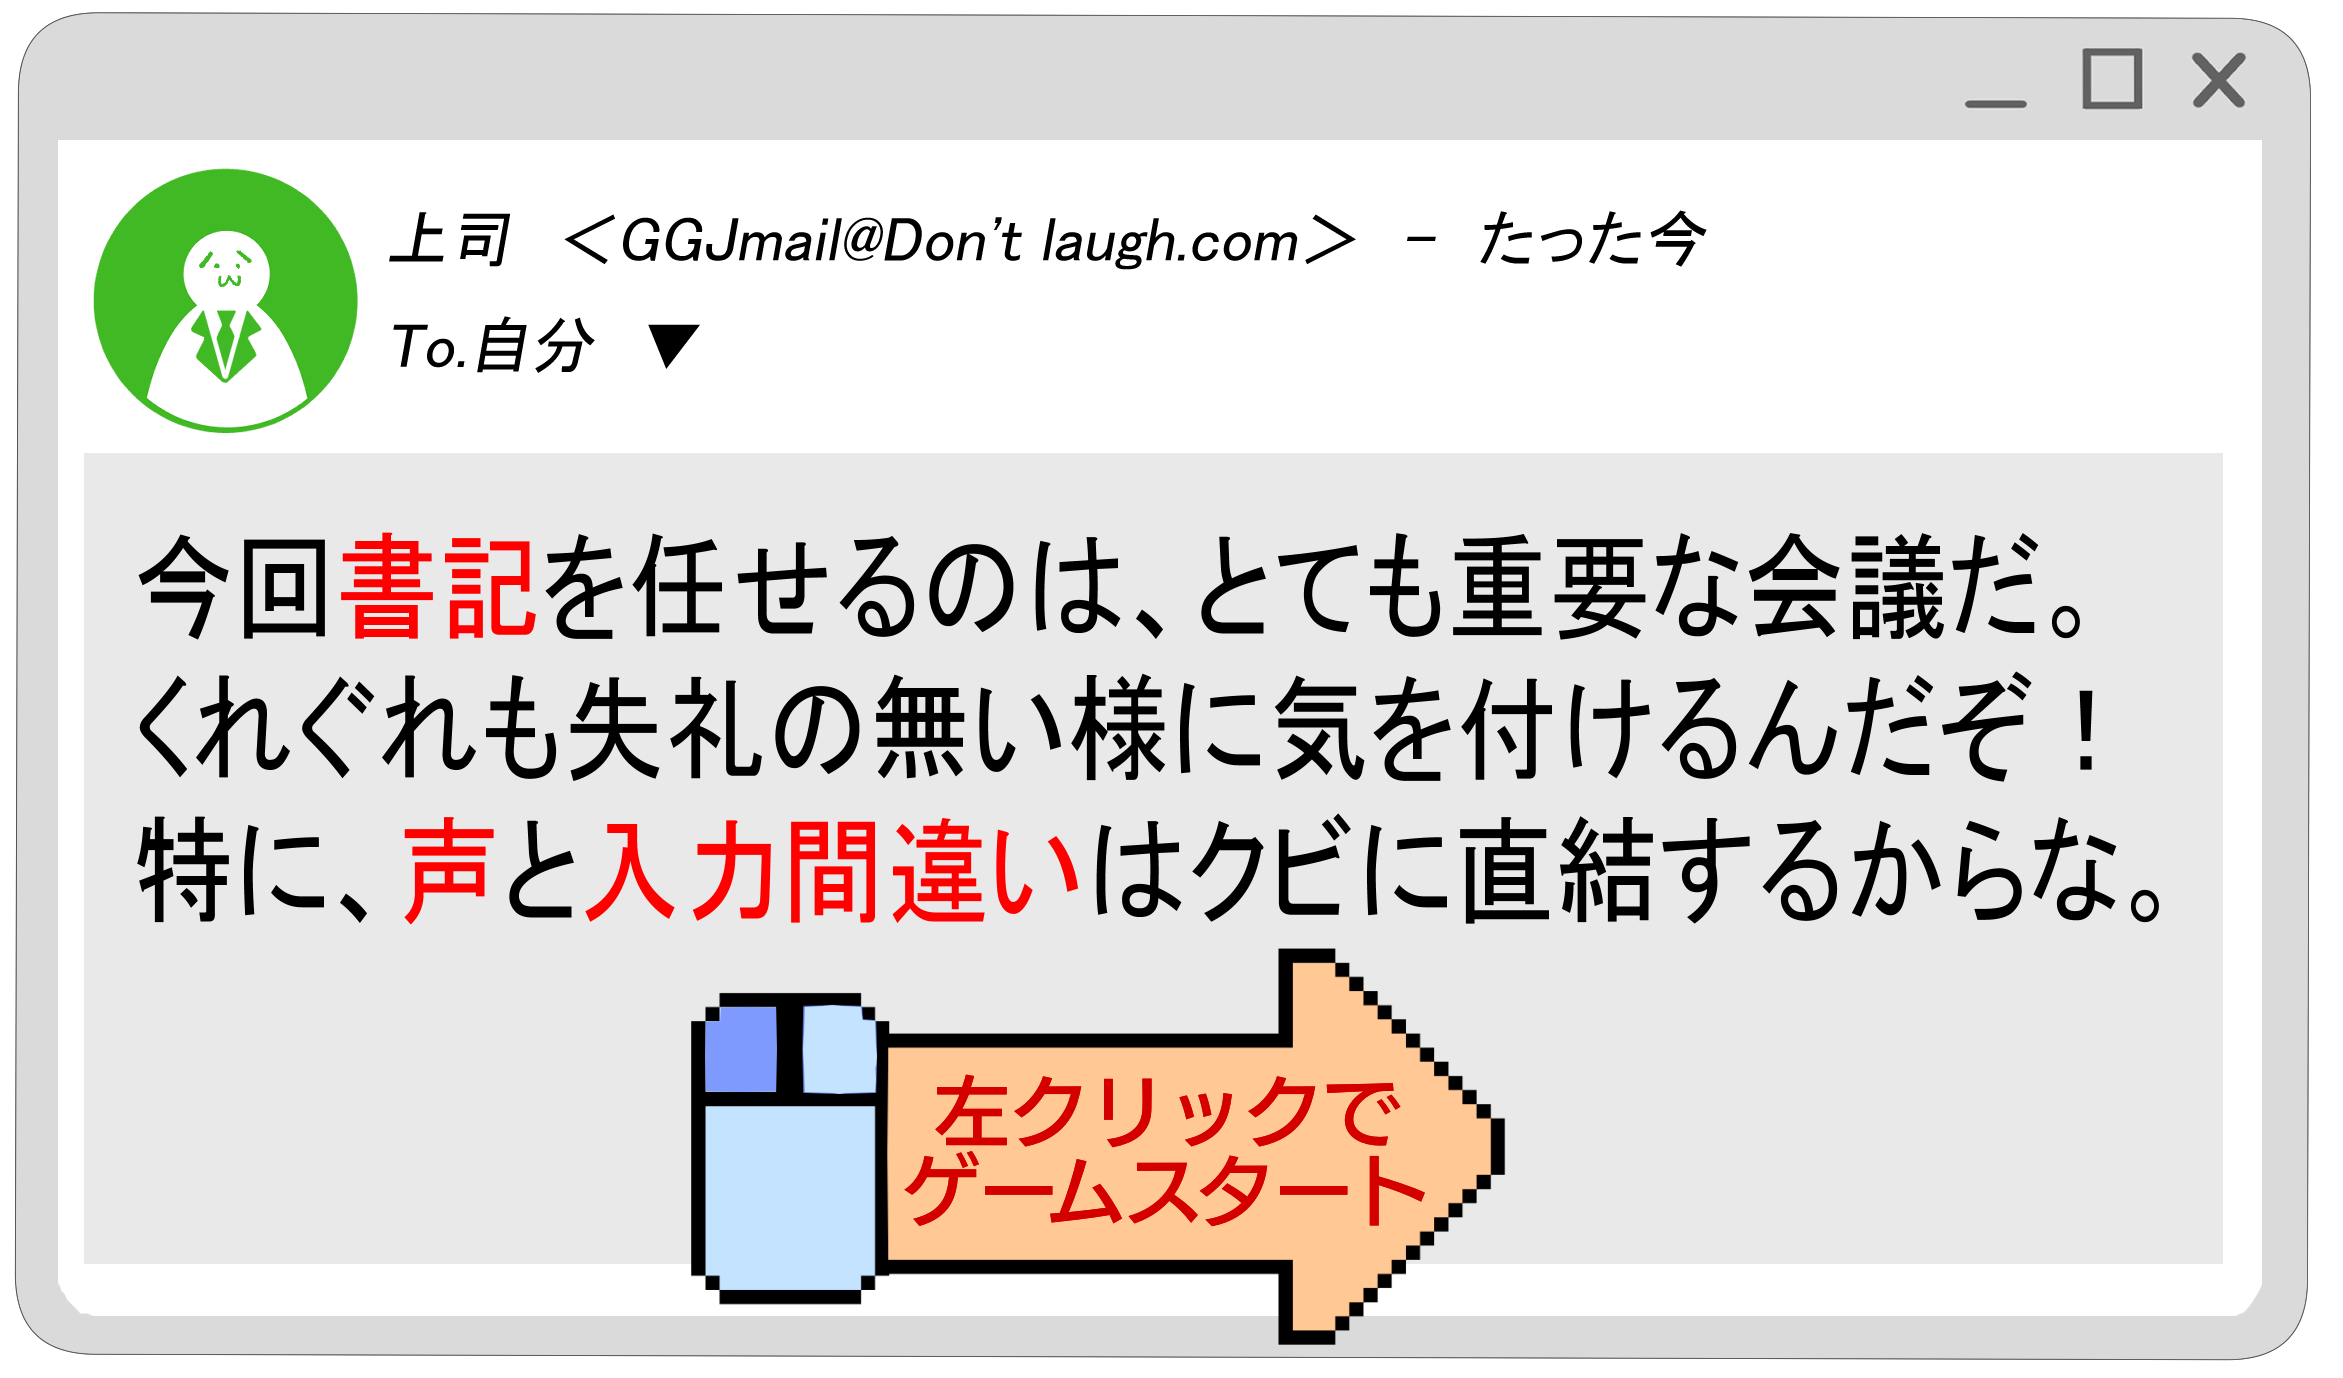 上司　＜GGJmail@Don't laugh.com＞　-　たった今
To.自分　▼
今回書記を任せるのは、とても重要な会議だ。
くれぐれも失礼の無い様に気を付けるんだぞ！
特に、声と入力間違いはクビに直結するからな。
左クリックで
ゲームスタート